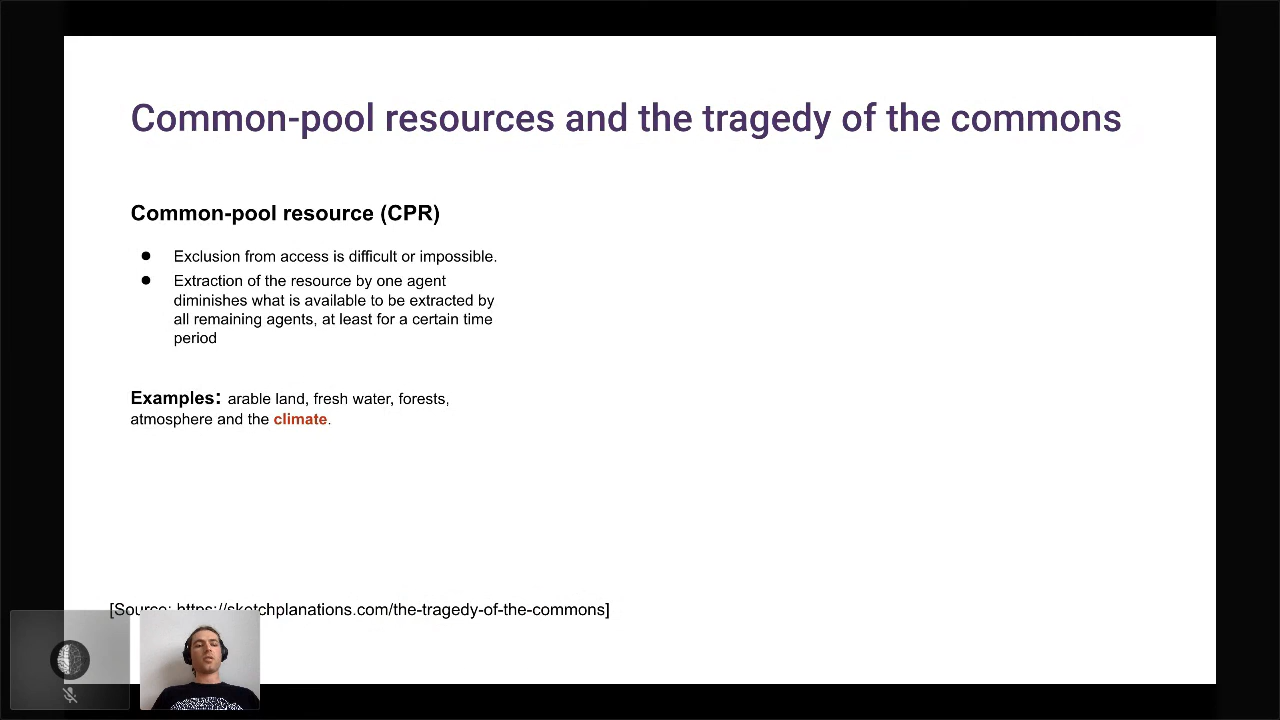 Common-pool resources and the tragedy of the commons
Common-pool resource (CPR)
● Exclusion from access is difficult or impossible.
● Extraction of the resource by one agent
diminishes what is available to be extracted by
all remaining agents, at least for a certain time
period
Examples: arable land, fresh water, forests,
atmosphere and the climate.
[Source: https://sketchplanations.com/the-tragedy-of-the-commons]